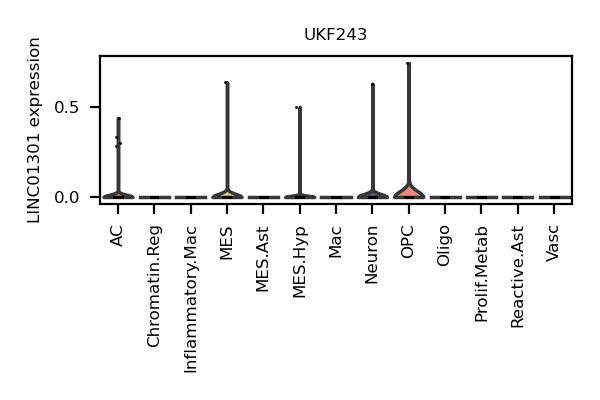 UKF243
LINC01301 expression
0.5
0.0
AC
Chromatin.Reg
Inflammatory.Mac
MES
MES.Ast
MES.Hyp
Mac
Neuron
OPC
Oligo
Prolif.Metab
Reactive.Ast
Vasc